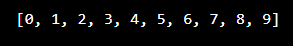 [0, 1, 2, 3, 4, 5, 6, 7, 8, 9]